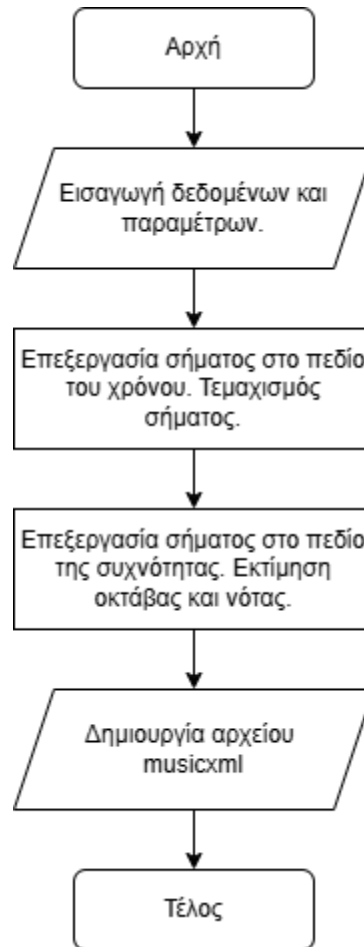 Αρχή
Εισαγωγή δεδομένων και
παραμέτρων.
Επεξεργασία σήματος στο πεδίο
του χρόνου. Τεμαχισμός
σήματος.
Επεξεργασία σήματος στο πεδίο
της συχνότητας. Εκτίμηση
οκτάβας και νότας.
Δημιουργία αρχείου
musicxml
Τέλος